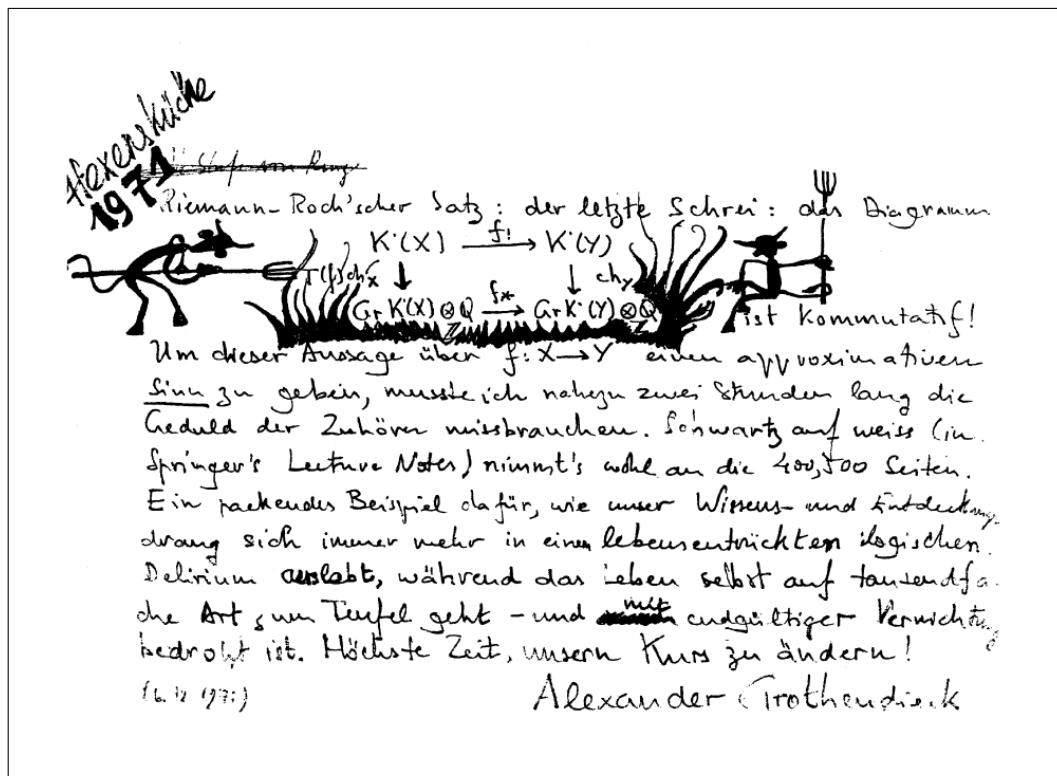 Hexenküche
1971
Riemann-Roch'scher Satz: der letzte Schrei: das Diagramm
K˙(X) f! → K˙(Y)
T(f)chₓ ↓ ↓ ch_Y
Gr K˙(X) ⊗ Q f* → Gr K˙(Y) ⊗ Q
Z Z
ist kommutatif!
Um dieser Aussage über f: X → Y einen approximativen
Sinn zu geben, musste ich nahezu zwei Stunden lang die
Geduld der Zuhörer missbrauchen. Schwartz auf weiss (in
Springer's Lecture Notes) nimmt's wohl an die 400, 500 Seiten.
Ein packendes Beispiel dafür, wie unser Wissens- und Entdeckungs
drang sich immer mehr in einem lebensentrückten logischen
Delirium auslebt, während das Leben selbst auf tausendfa
che Art zum Teufel geht - und mit endgültiger Vernichtung
bedroht ist. Höchste Zeit, unsern Kurs zu ändern!
Alexander Grothendieck